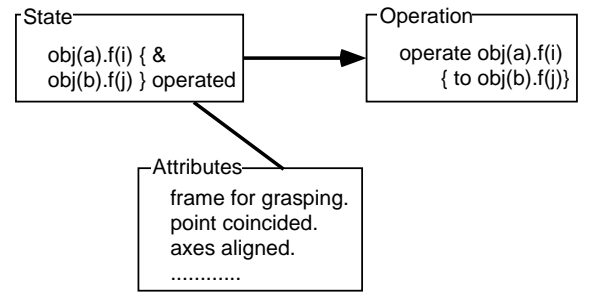 State
obj(a).f(i) { &
obj(b).f(j) } operated
Operation
operate obj(a).f(i)
{ to obj(b).f(j)}
Attributes
frame for grasping.
point coincided.
axes aligned.
............